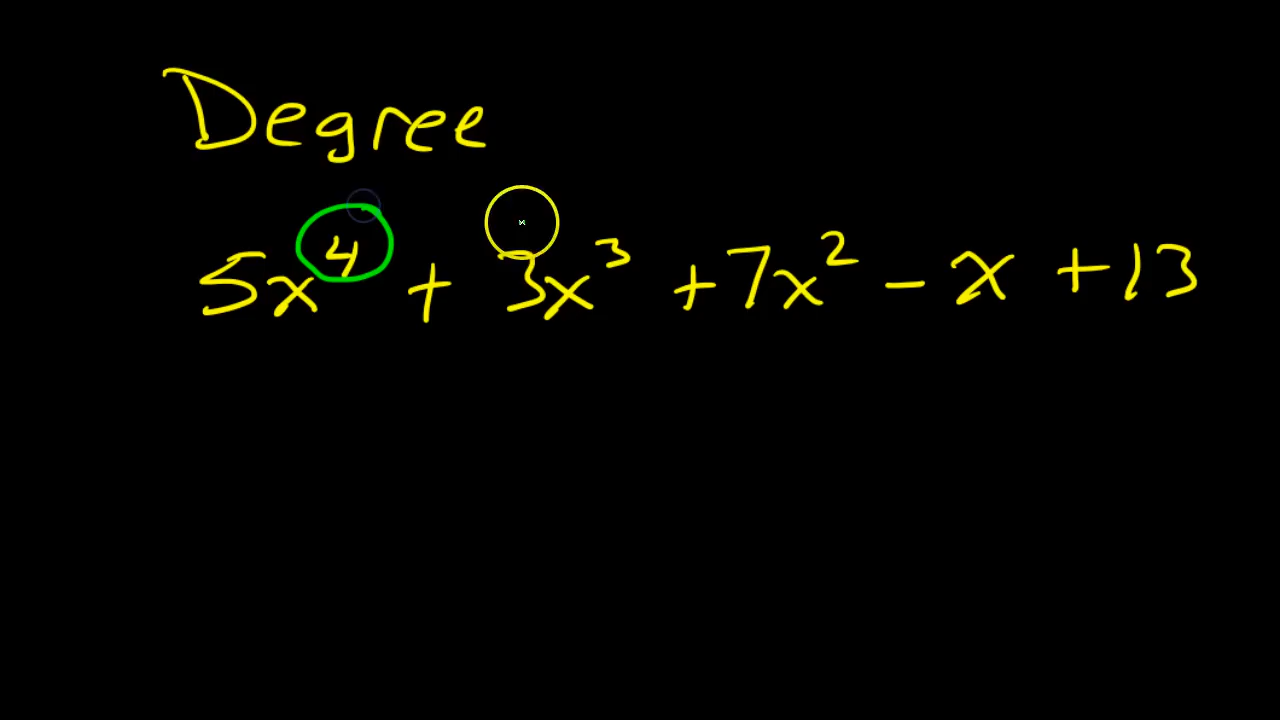 Degree
5x⁴ + 3x³ + 7x² - x + 13